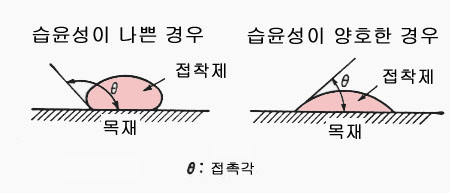 습윤성이 나쁜 경우
습윤성이 양호한 경우
θ
접착제
목재
θ
접착제
목재
θ : 접촉각